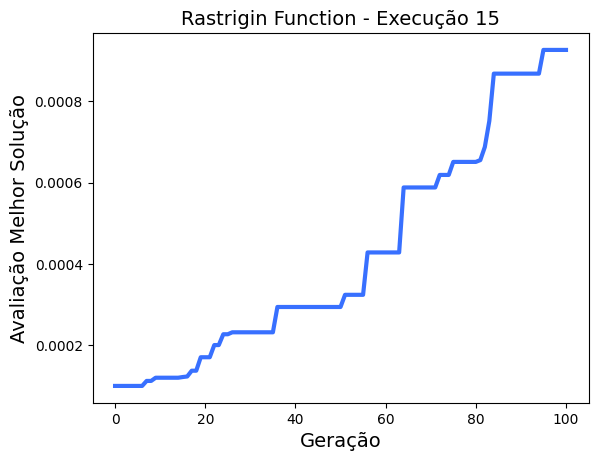 Rastrigin Function - Execução 15
Avaliação Melhor Solução
0.0008
0.0006
0.0004
0.0002
0 20 40 60 80 100
Geração